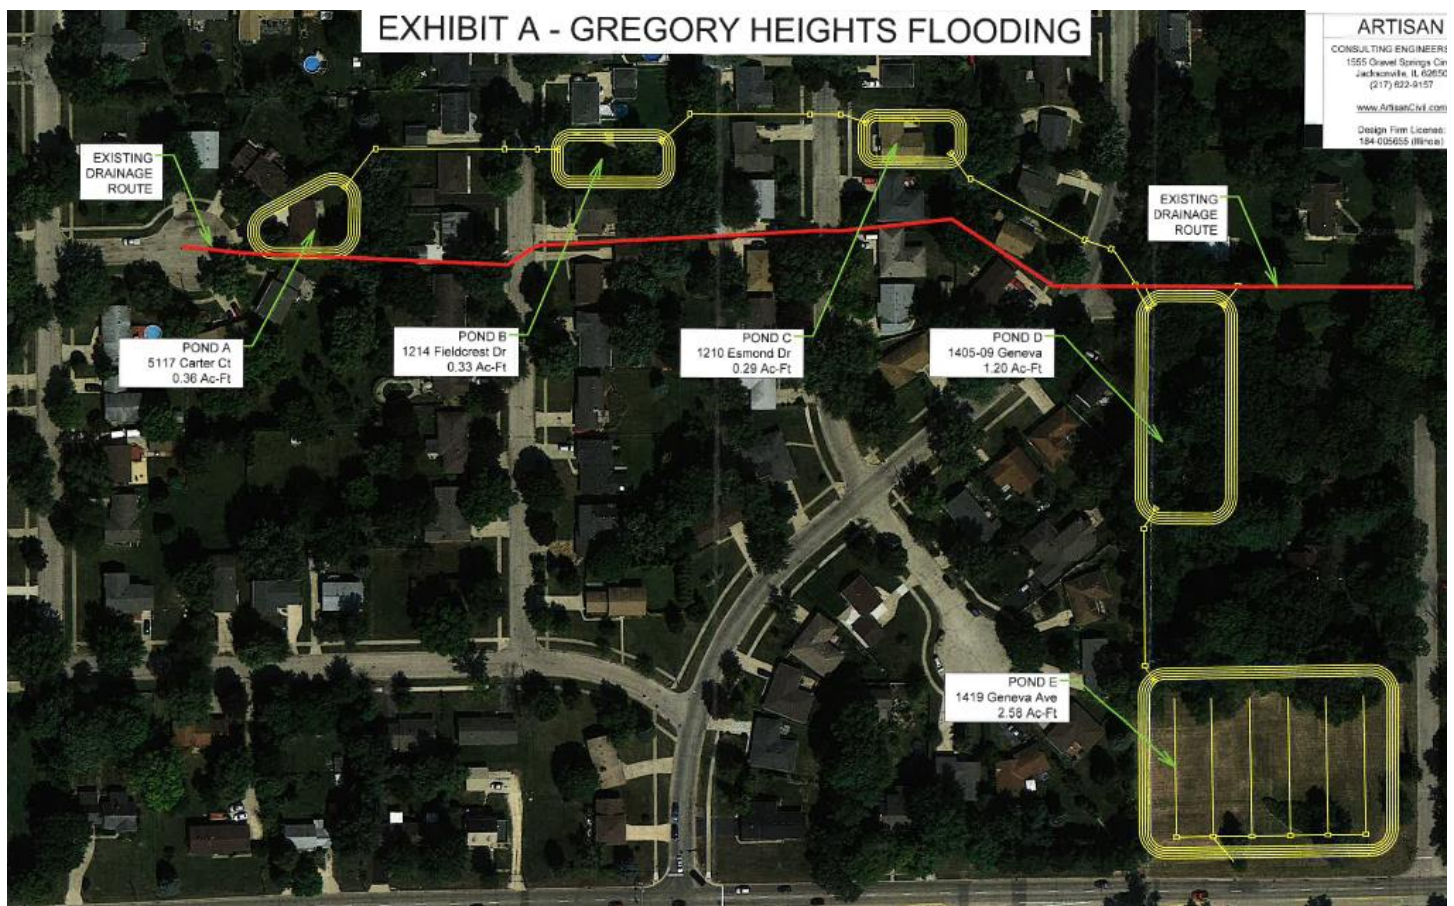 EXHIBIT A - GREGORY HEIGHTS FLOODING
ARTISAN
CONSULTING ENGINEERS
1555 Gravel Springs Cir
Jacksonville, IL 62650
(217) 622-9157
www.ArtisanCivil.com
Design Firm License:
184-005655 (Illinois)
EXISTING
DRAINAGE
ROUTE
EXISTING
DRAINAGE
ROUTE
POND A
5117 Carter Ct
0.36 Ac-Ft
POND B
1214 Fieldcrest Dr
0.33 Ac-Ft
POND C
1210 Esmond Dr
0.29 Ac-Ft
POND D
1405-09 Geneva
1.20 Ac-Ft
POND E
1419 Geneva Ave
2.58 Ac-Ft